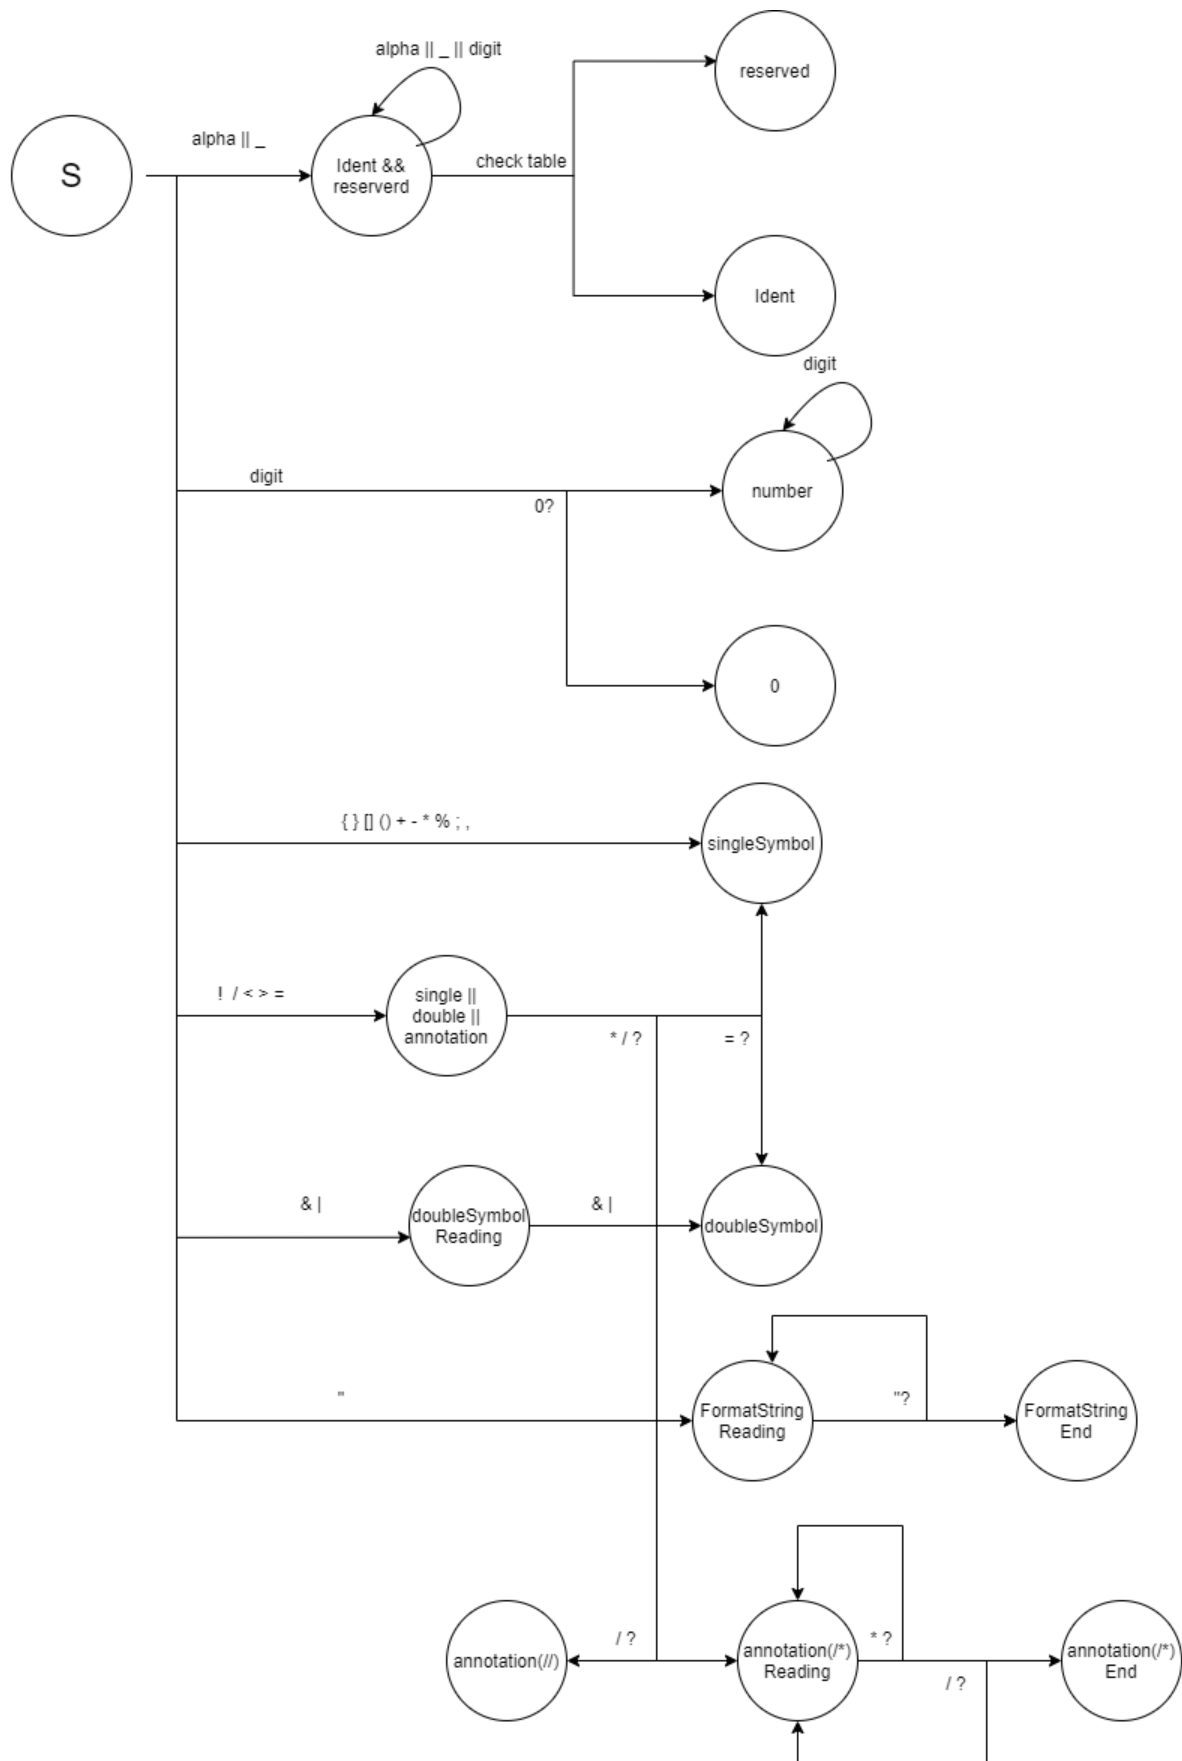 alpha || _ || digit
reserved
S
alpha || _
Ident &&
reserverd
check table
Ident
digit
digit
0?
number
0
{ } [] () + - * % ; ,
singleSymbol
! / < > =
single ||
double ||
annotation
* / ?
= ?
& |
doubleSymbol
Reading
& |
doubleSymbol
"
FormatString
Reading
"?
FormatString
End
annotation(//)
/ ?
annotation(/*)
Reading
* ?
/ ?
annotation(/*)
End